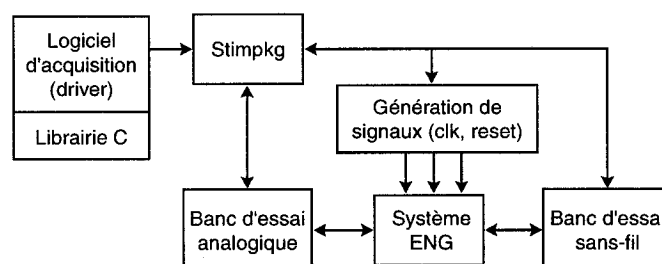 Logiciel
d'acquisition
(driver)
Librairie C
Stimpkg
Génération de
signaux (clk, reset)
Banc d'essai
analogique
Système
ENG
Banc d'essa
sans-fil